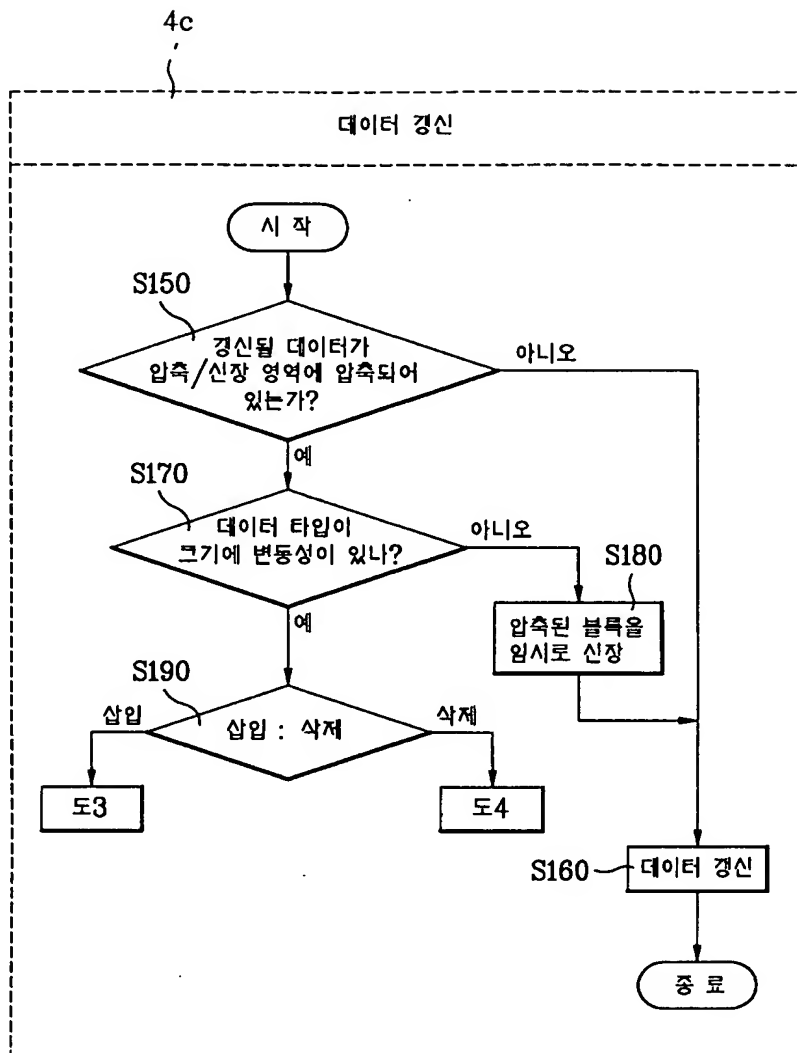 4c
데이터 갱신
시 작
S150
갱신될 데이터가
압축/신장 영역에 압축되어
있는가?
아니오
예
S170
데이터 타입이
크기에 변동성이 있나?
아니오
예
S180
압축된 블록을
임시로 신장
S190
삽입
삽입 : 삭제
삭제
도3
도4
S160
데이터 갱신
종 료